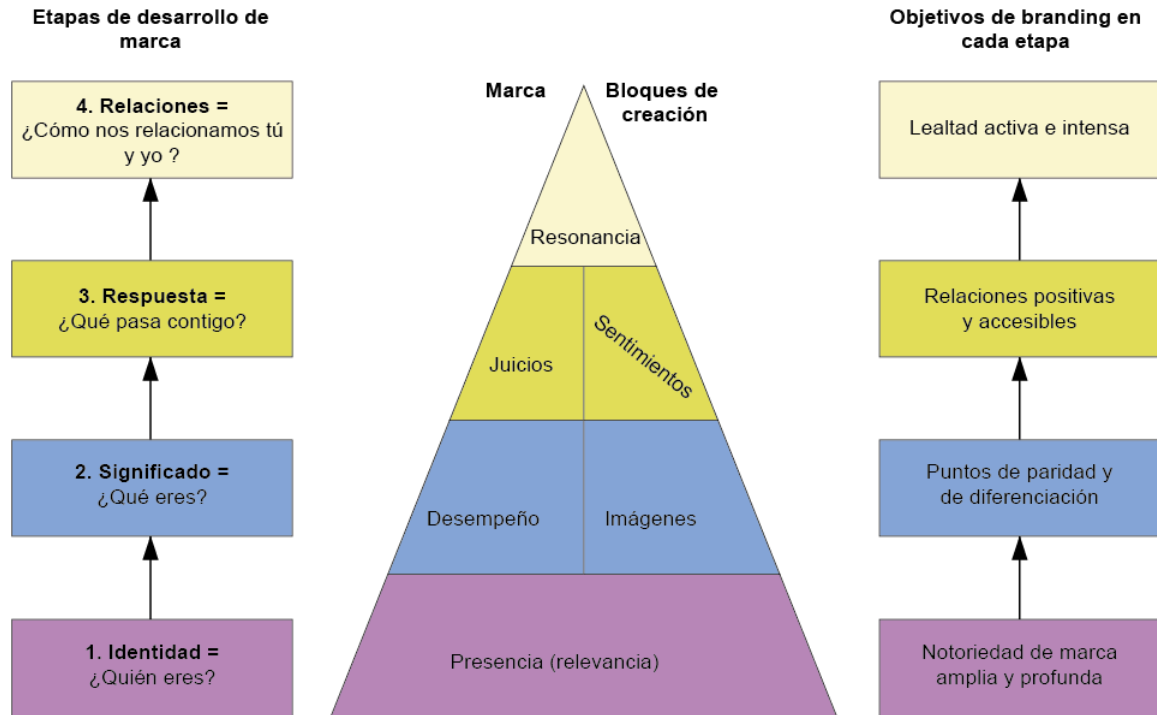 Etapas de desarrollo de
marca
4. Relaciones =
¿Cómo nos relacionamos tú
y yo ?
3. Respuesta =
¿Qué pasa contigo?
2. Significado =
¿Qué eres?
1. Identidad =
¿Quién eres?
Marca
Bloques de
creación
Resonancia
Juicios
Sentimientos
Desempeño
Imágenes
Presencia (relevancia)
Objetivos de branding en
cada etapa
Lealtad activa e intensa
Relaciones positivas
y accesibles
Puntos de paridad y
de diferenciación
Notoriedad de marca
amplia y profunda